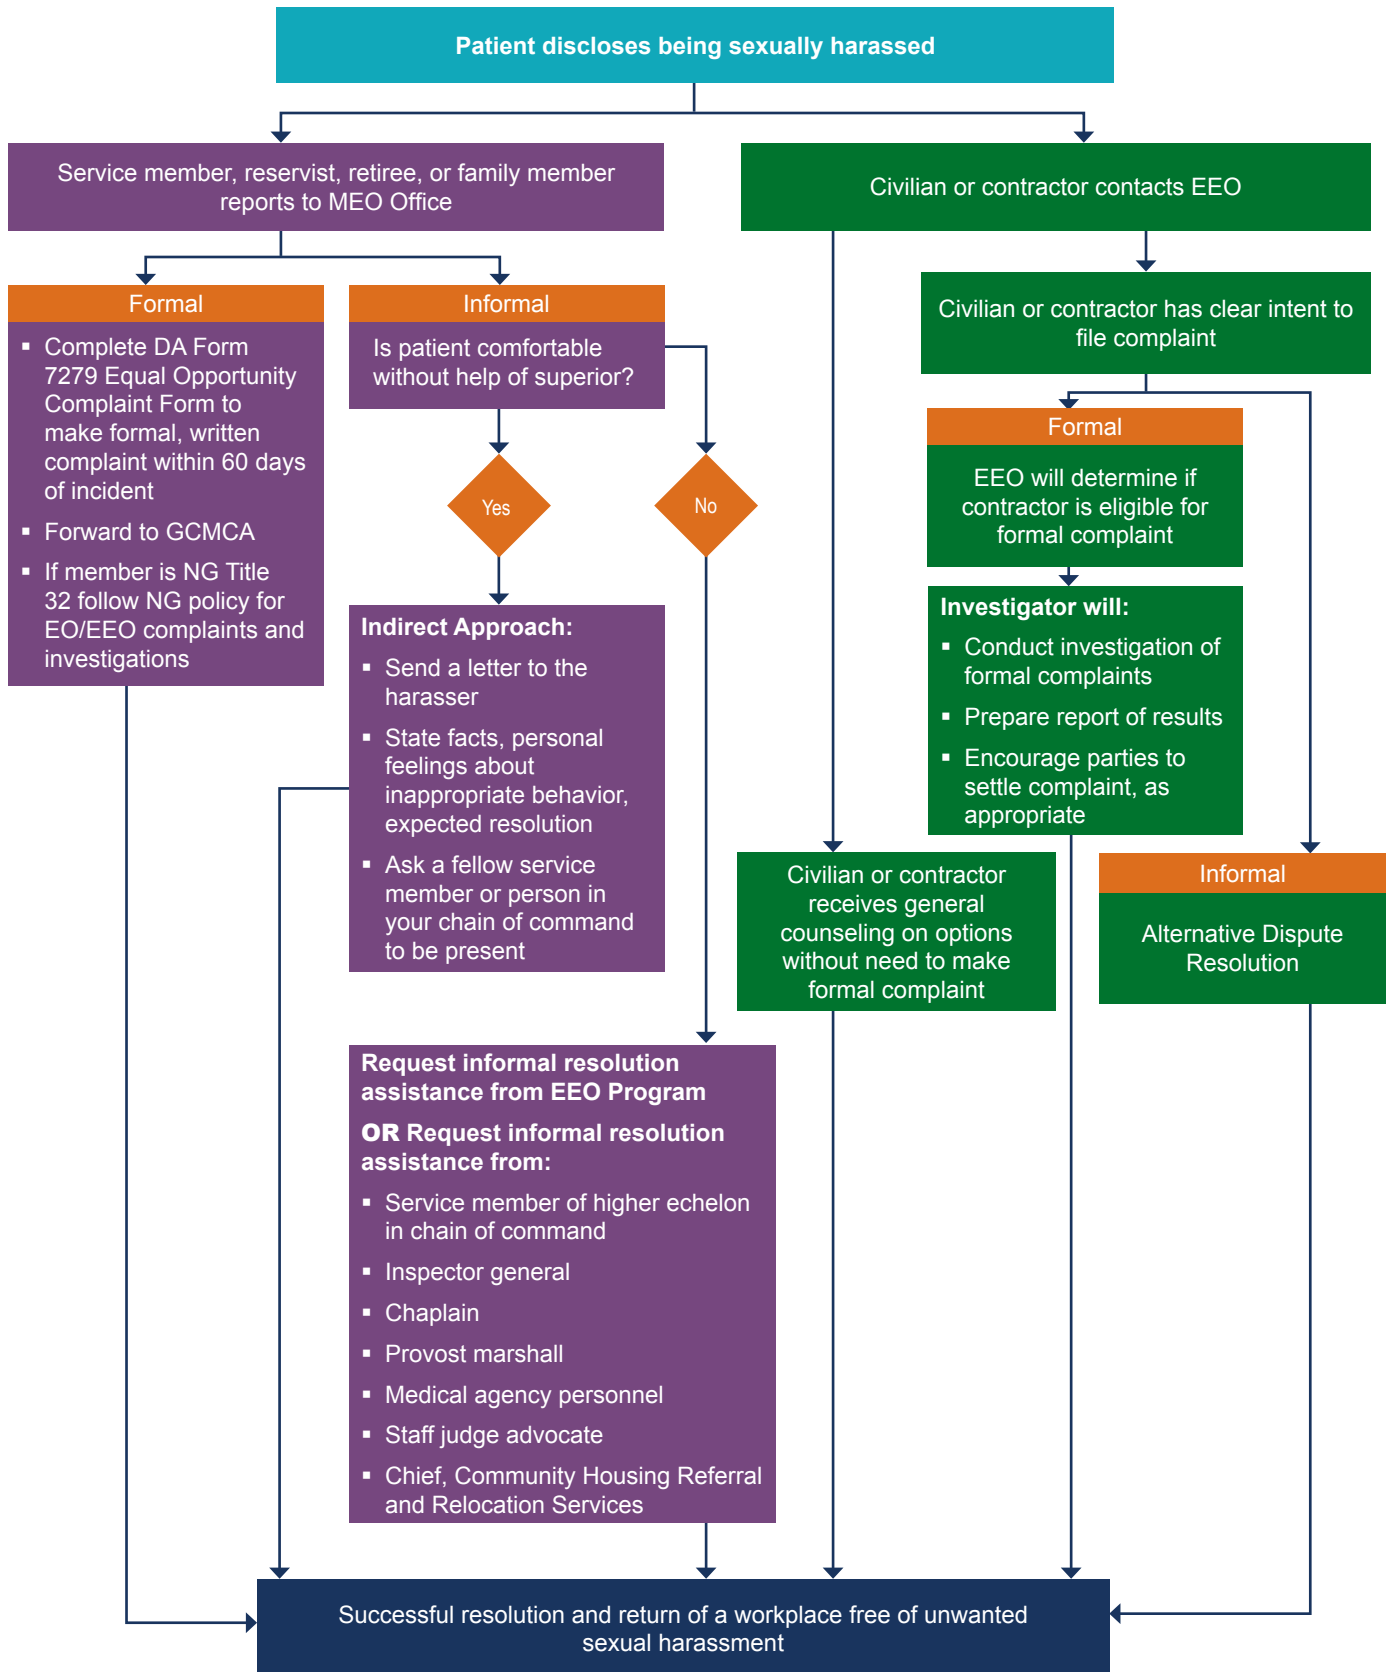 Patient discloses being sexually harassed
Service member, reservist, retiree, or family member
reports to MEO Office
Civilian or contractor contacts EEO
Formal
▪ Complete DA Form
7279 Equal Opportunity
Complaint Form to
make formal, written
complaint within 60 days
of incident
▪ Forward to GCMCA
▪ If member is NG Title
32 follow NG policy for
EO/EEO complaints and
investigations
Informal
Is patient comfortable
without help of superior?
Yes
No
Indirect Approach:
▪ Send a letter to the
harasser
▪ State facts, personal
feelings about
inappropriate behavior,
expected resolution
▪ Ask a fellow service
member or person in
your chain of command
to be present
Request informal resolution
assistance from EEO Program
OR Request informal resolution
assistance from:
▪ Service member of higher echelon
in chain of command
▪ Inspector general
▪ Chaplain
▪ Provost marshall
▪ Medical agency personnel
▪ Staff judge advocate
▪ Chief, Community Housing Referral
and Relocation Services
Civilian or contractor has clear intent to
file complaint
Formal
EEO will determine if
contractor is eligible for
formal complaint
Investigator will:
▪ Conduct investigation of
formal complaints
▪ Prepare report of results
▪ Encourage parties to
settle complaint, as
appropriate
Civilian or contractor
receives general
counseling on options
without need to make
formal complaint
Informal
Alternative Dispute
Resolution
Successful resolution and return of a workplace free of unwanted
sexual harassment